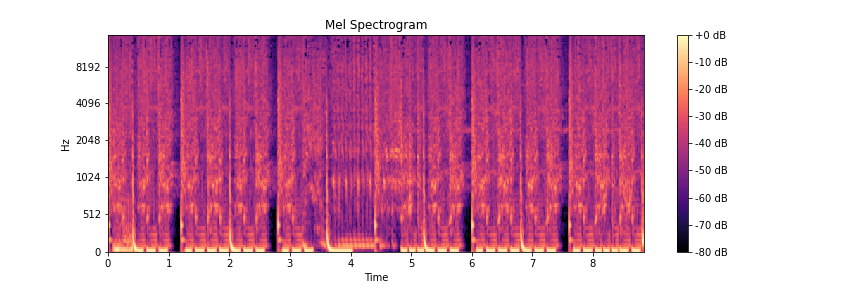 Mel Spectrogram
Hz
8192
4096
2048
1024
512
0
0 1 2 3 4 5 6 7 8
Time
+0 dB
-10 dB
-20 dB
-30 dB
-40 dB
-50 dB
-60 dB
-70 dB
-80 dB